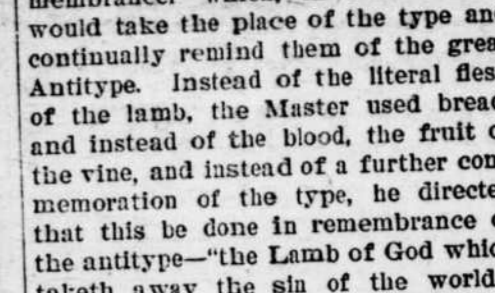 would take the place of the type an
continually remind them of the grea
Antitype. Instead of the literal fles
of the lamb, the Master used brea
and instead of the blood, the fruit o
the vine, and instead of a further com
memoration of the type, he directe
that this be done in remembrance
the antitype—"the Lamb of God whic
taketh away the sin of the world